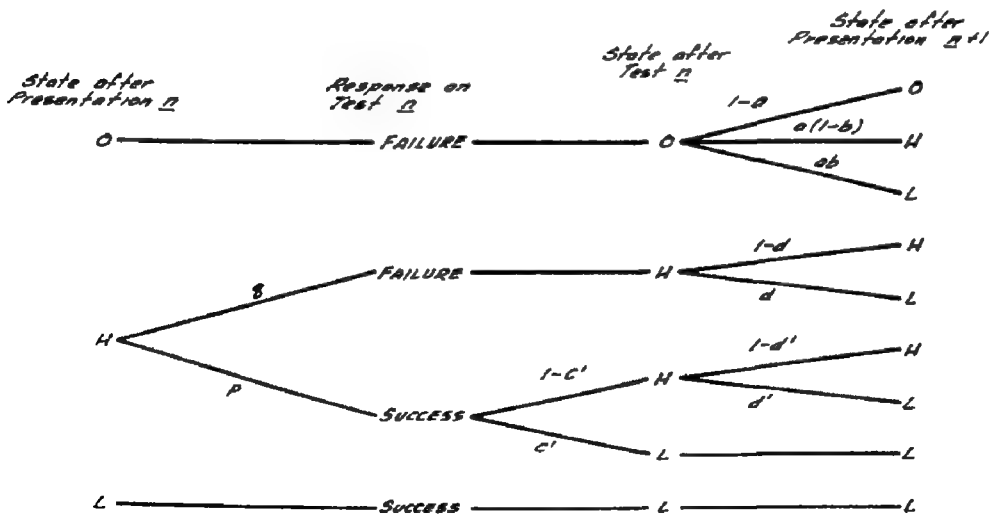 State after
Presentation n
Response on
Test n
State after
Test n
State after
Presentation n+1
O
FAILURE
O
1-a
O
a(1-b)
H
ab
L
H
q
FAILURE
H
1-d
H
d
L
p
SUCCESS
1-c'
H
1-d'
H
d'
L
c'
L
L
L
SUCCESS
L
L